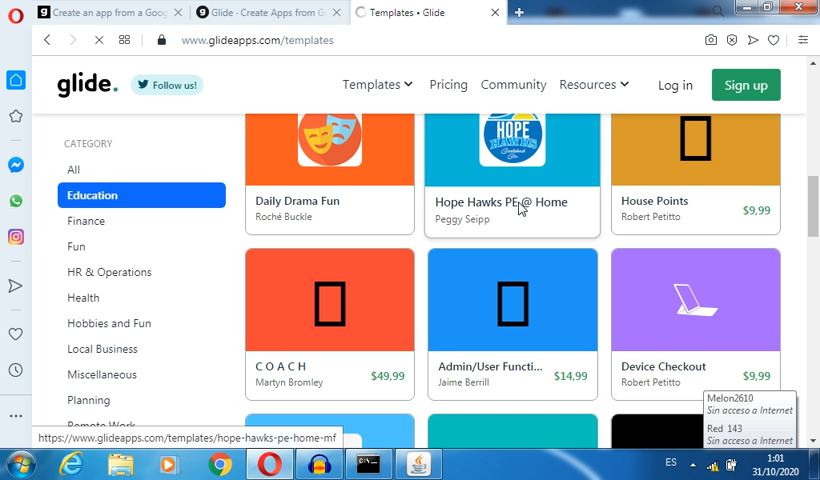 Create an app from a Goog
Glide · Create Apps from G
Templates • Glide
www.glideapps.com/templates
glide.
Follow us!
Templates
Pricing
Community
Resources
Log in
Sign up
CATEGORY
All
Education
Finance
Fun
HR & Operations
Health
Hobbies and Fun
Local Business
Miscellaneous
Planning
Remote Work
HOPE
HAWKS
Daily Drama Fun
Roché Buckle
Hope Hawks PE @ Home
Peggy Seipp
House Points
Robert Petitto
$9,99
C O A C H
Martyn Bromley
$49,99
Admin/User Functi...
Jaime Berrill
$14,99
Device Checkout
Robert Petitto
$9,99
Melon2610
Sin acceso a Internet
Red 143
Sin acceso a Internet
https://www.glideapps.com/templates/hope-hawks-pe-home-mf
ES
1:01
31/10/2020